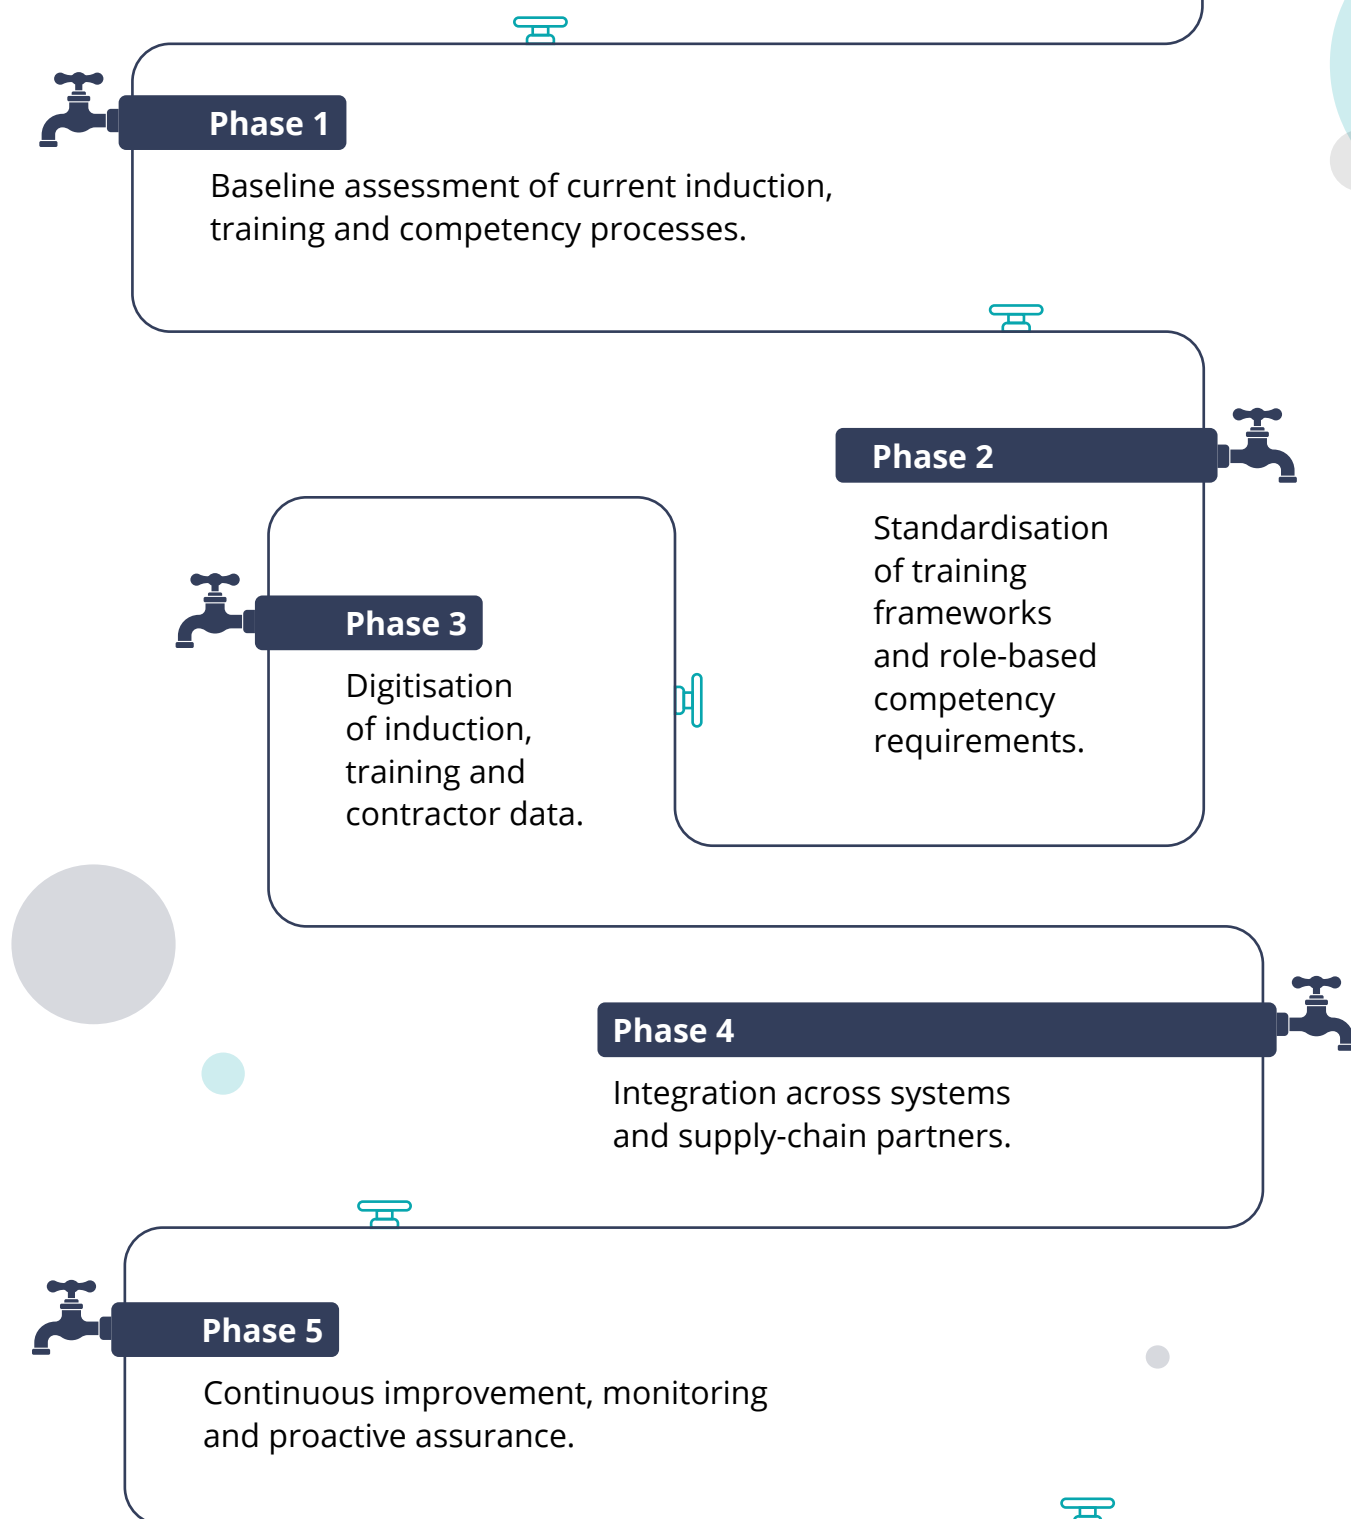 Phase 1
Baseline assessment of current induction,
training and competency processes.
Phase 2
Standardisation
of training
frameworks
and role-based
competency
requirements.
Phase 3
Digitisation
of induction,
training and
contractor data.
Phase 4
Integration across systems
and supply-chain partners.
Phase 5
Continuous improvement, monitoring
and proactive assurance.